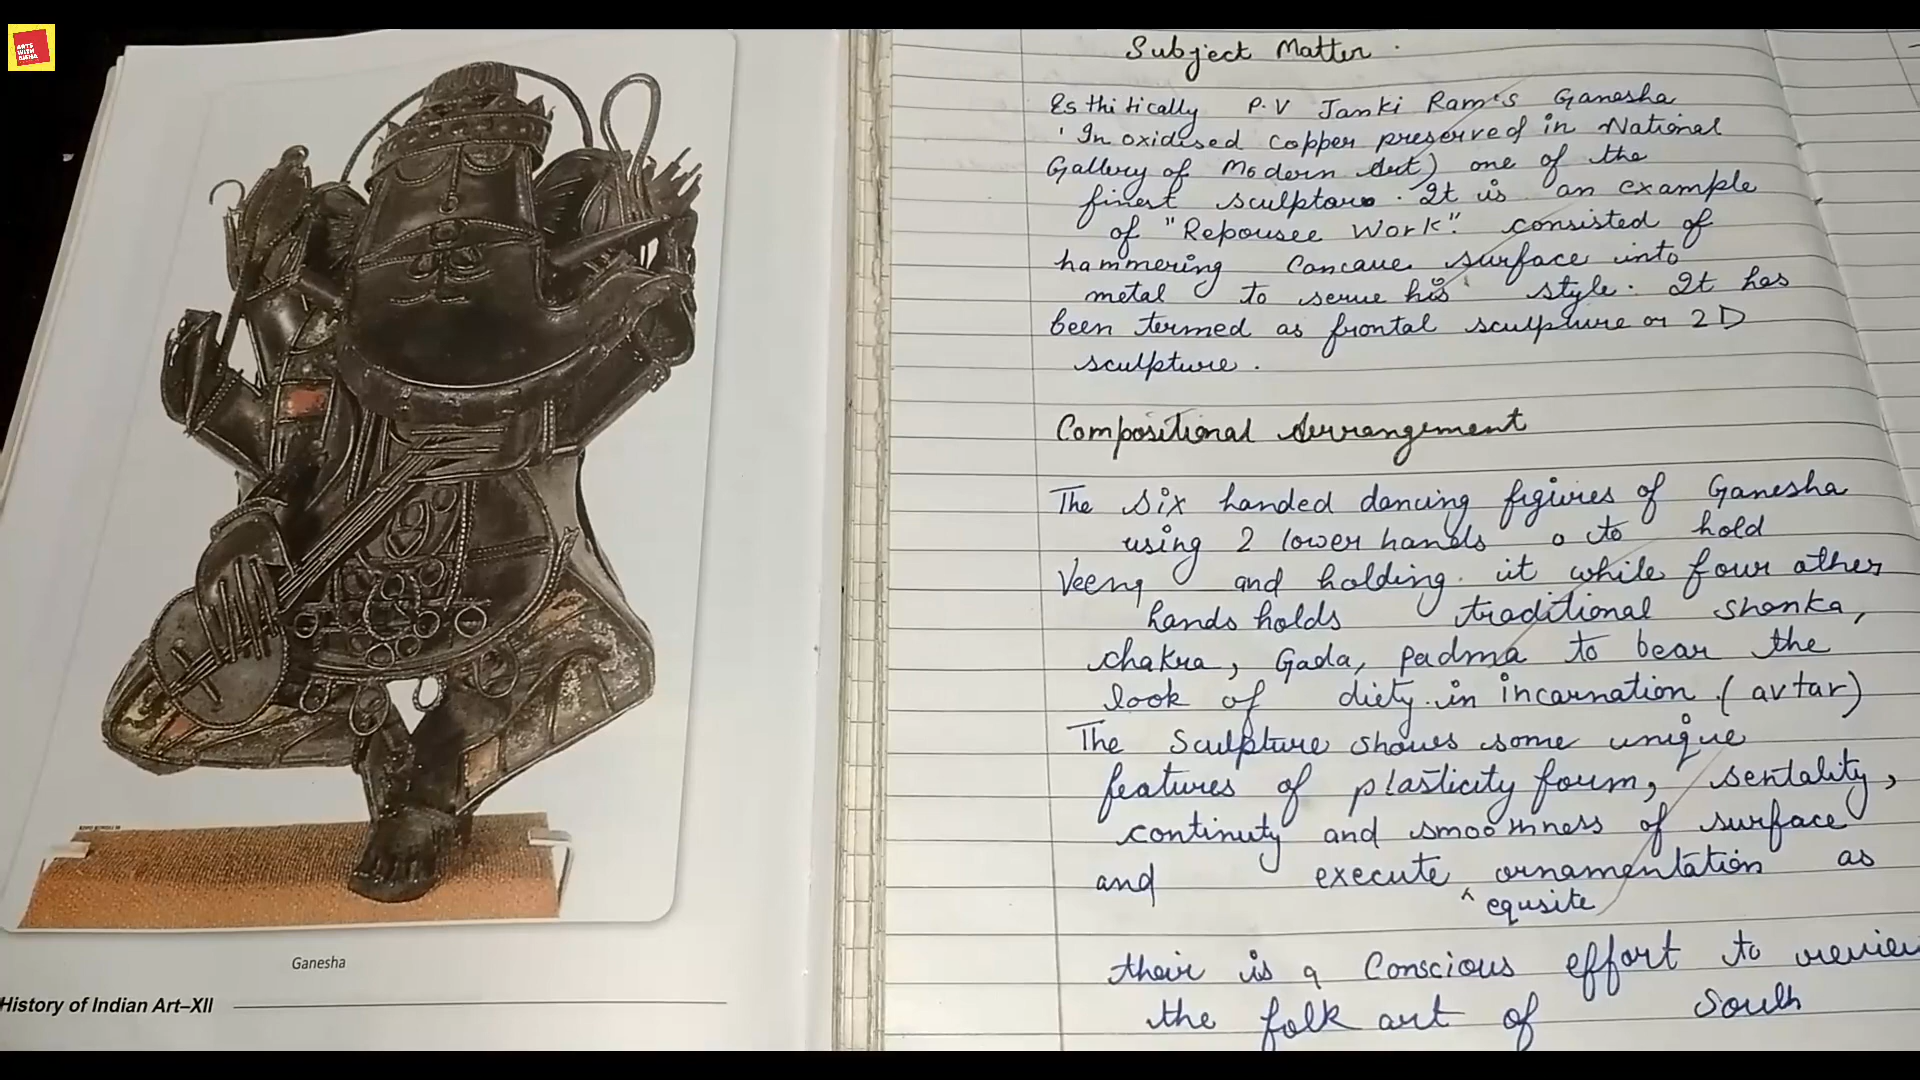 ARTS
WITH
Ganesha
History of Indian Art–XII
Subject Matter.
Esthitically P.V Janki Ram's Ganesha
'In oxidised copper preserved in National
Gallery of Modern Art) one of the
finest sculpture. It is an example
of "Repousee Work". consisted of
hammering Concave surface into
metal to serve his style. It has
been termed as frontal sculpture or 2D
sculpture.
Compositional Arrangement
The six handed dancing figures of Ganesha
using 2 lower hands to hold
Veena and holding. it while four other
hands holds traditional shanka,
chakra, Gada, Padma to bear the
look of diety in incarnation (avtar)
The Sculpture shows some unique
features of plasticity form, sentality,
continuty and smoothness of surface
and execute equsite ornamentation as
their is a Conscious effort to
the folk art of South